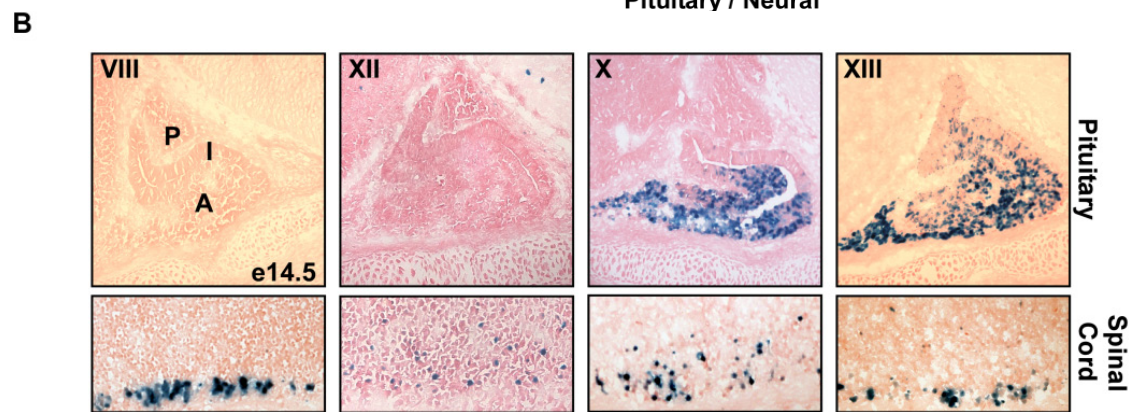 Pituitary / Neural
B
VIII
XII
X
XIII
P
I
A
e14.5
Pituitary
Spinal
Cord